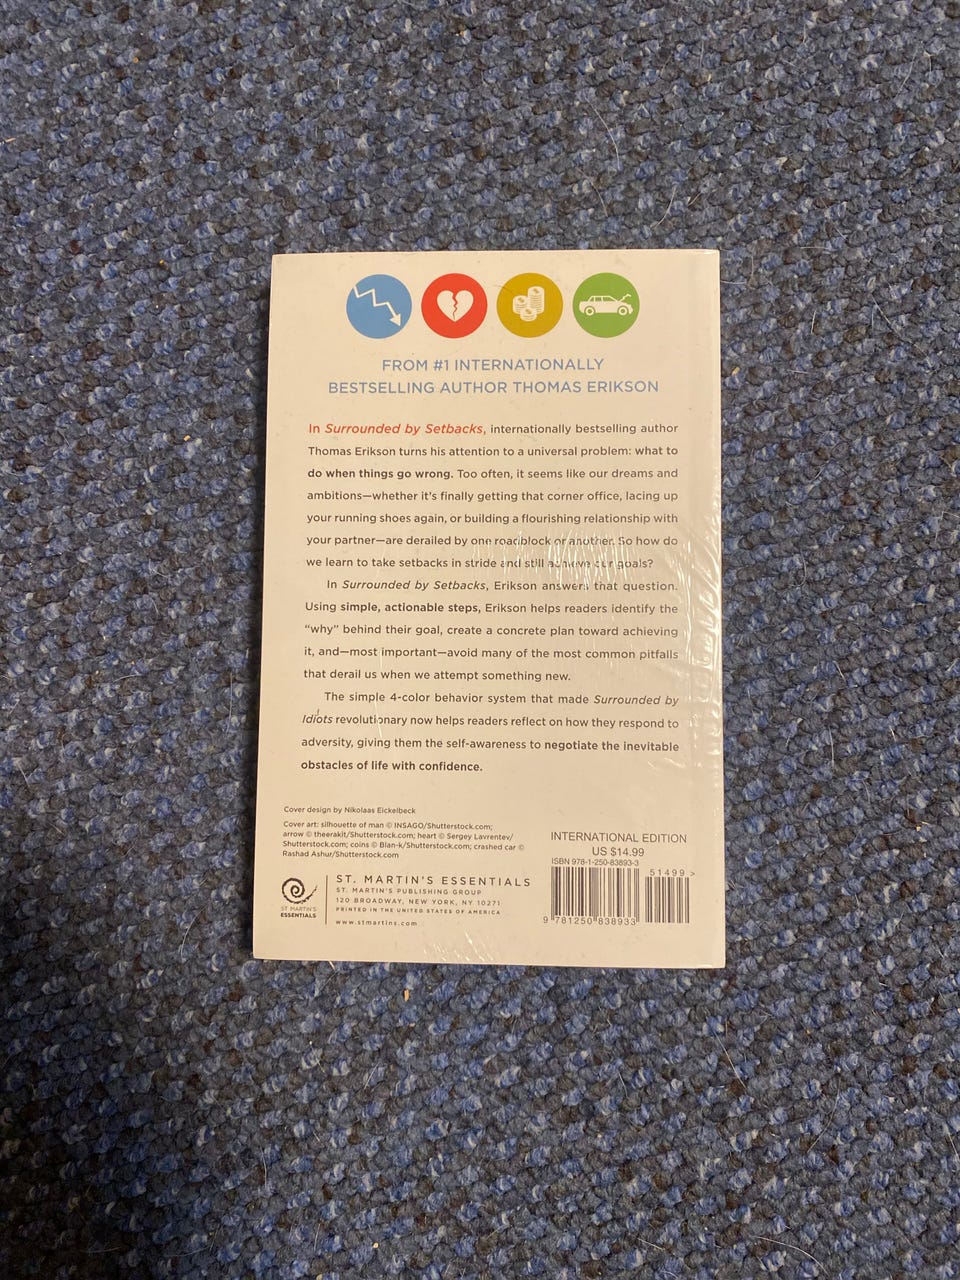 FROM #1 INTERNATIONALLY
BESTSELLING AUTHOR THOMAS ERIKSON
In Surrounded by Setbacks, internationally bestselling author
Thomas Erikson turns his attention to a universal problem: what to
do when things go wrong. Too often, it seems like our dreams and
ambitions—whether it's finally getting that corner office, lacing up
your running shoes again, or building a flourishing relationship with
your partner—are derailed by one roadblock or another. So how do
we learn to take setbacks in stride and still achieve our goals?
In Surrounded by Setbacks, Erikson answers that question.
Using simple, actionable steps, Erikson helps readers identify the
“why” behind their goal, create a concrete plan toward achieving
it, and—most important—avoid many of the most common pitfalls
that derail us when we attempt something new.
The simple 4-color behavior system that made Surrounded by
Idiots revolutionary now helps readers reflect on how they respond to
adversity, giving them the self-awareness to negotiate the inevitable
obstacles of life with confidence.
Cover design by Nikolaas Eickelbeck
Cover art: silhouette of man © INSAGO/Shutterstock.com;
arrow © theerakit/Shutterstock.com; heart © Sergey Lavrentev/
Shutterstock.com; coins © Blan-k/Shutterstock.com; crashed car ©
Rashad Ashur/Shutterstock.com
ST. MARTIN'S
ESSENTIALS
ST. MARTIN'S ESSENTIALS
ST. MARTIN'S PUBLISHING GROUP
120 BROADWAY, NEW YORK, NY 10271
PRINTED IN THE UNITED STATES OF AMERICA
www.stmartins.com
INTERNATIONAL EDITION
US $14.99
ISBN 978-1-250-83893-3
51499 >
9 781250 838933